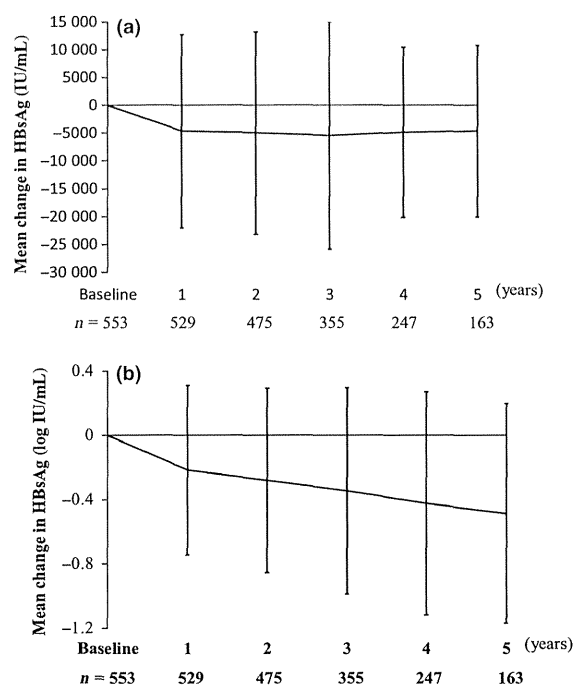 (a)
Mean change in HBsAg (IU/mL)
15 000
10 000
5000
0
−5000
−10 000
−15 000
−20 000
−25 000
−30 000
Baseline 1 2 3 4 5 (years)
n = 553 529 475 355 247 163
(b)
Mean change in HBsAg (log IU/mL)
0.4
0
−0.4
−0.8
−1.2
Baseline 1 2 3 4 5 (years)
n = 553 529 475 355 247 163